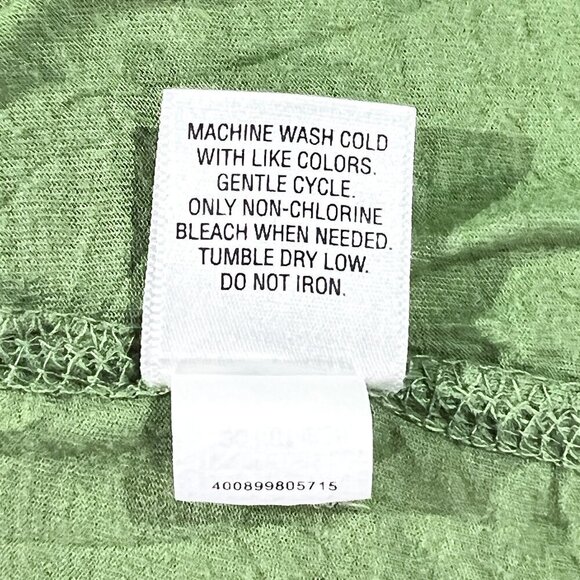 MACHINE WASH COLD
WITH LIKE COLORS.
GENTLE CYCLE.
ONLY NON-CHLORINE
BLEACH WHEN NEEDED.
TUMBLE DRY LOW.
DO NOT IRON.
400899805715